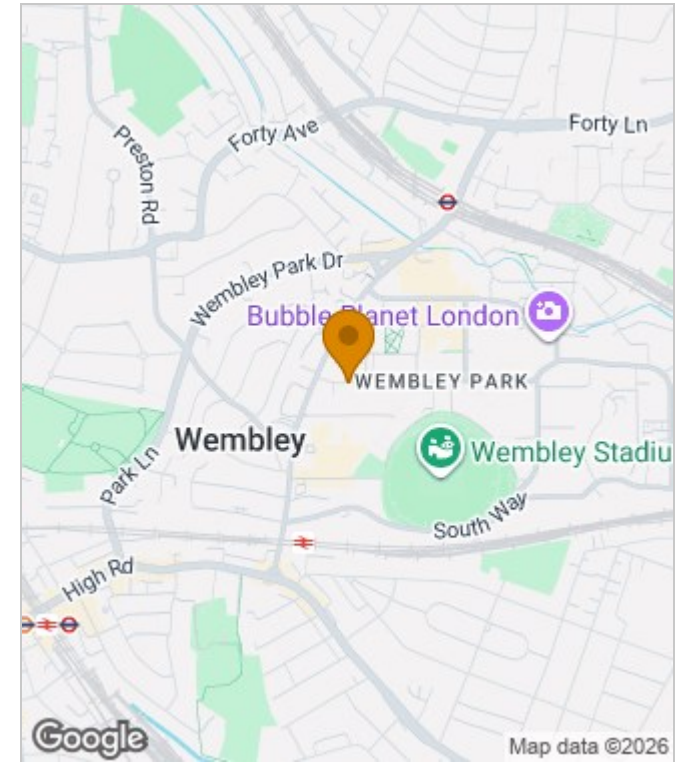 Forty Ln
Forty Ave
Preston Rd
Wembley Park Dr
Bubble Planet London
WEMBLEY PARK
Wembley
Wembley Stadiu
Park Ln
South Way
High Rd
Google
Map data ©2026